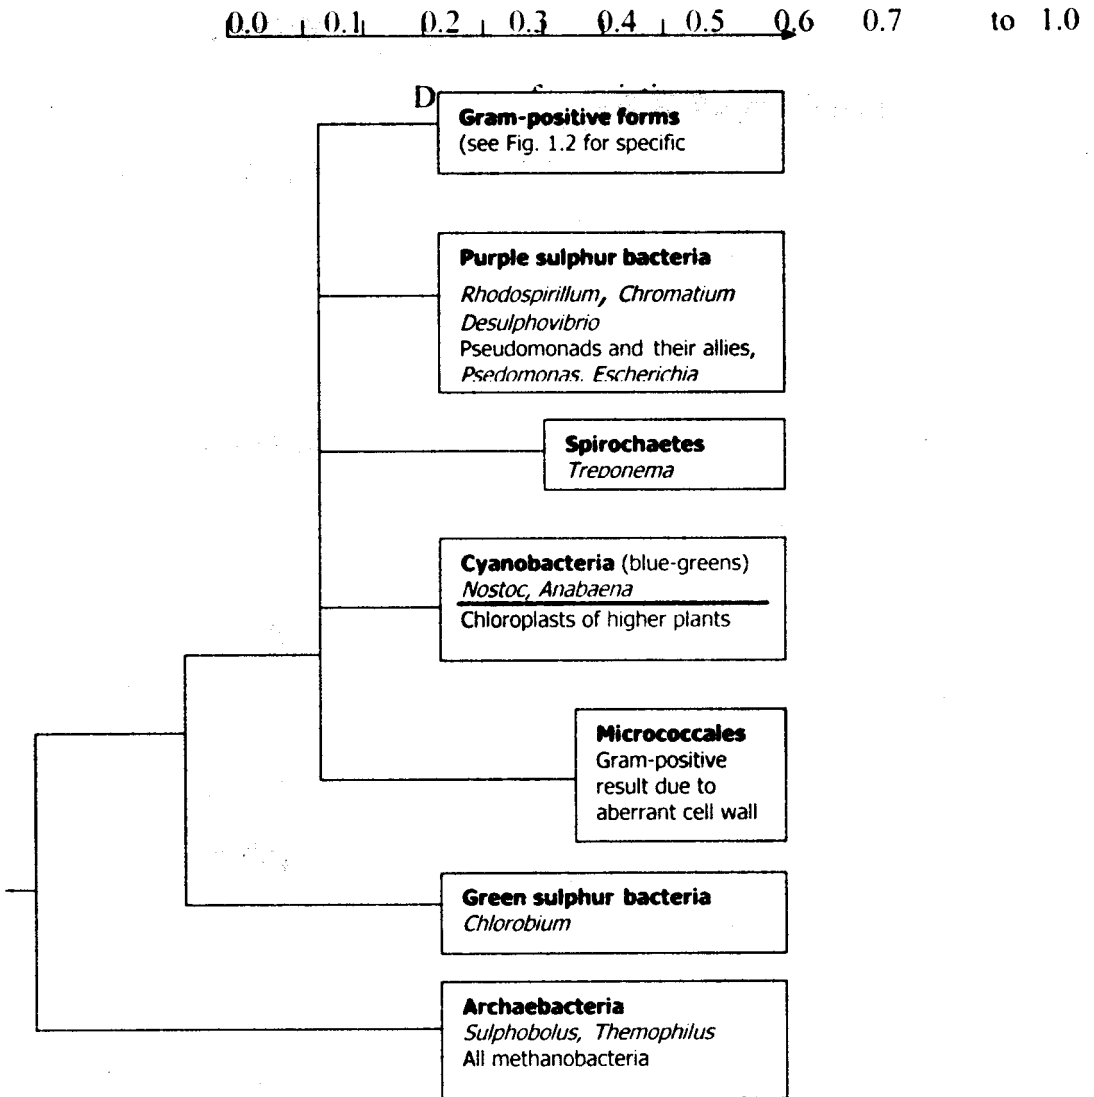 0.0 0.1 0.2 0.3 0.4 0.5 0.6 0.7 to 1.0
Gram-positive forms
(see Fig. 1.2 for specific
Purple sulphur bacteria
Rhodospirillum, Chromatium
Desulphovibrio
Pseudomonads and their allies,
Psedomonas. Escherichia
Spirochaetes
Treponema
Cyanobacteria (blue-greens)
Nostoc, Anabaena
Chloroplasts of higher plants
Micrococcales
Gram-positive
result due to
aberrant cell wall
Green sulphur bacteria
Chlorobium
Archaebacteria
Sulphobolus, Themophilus
All methanobacteria